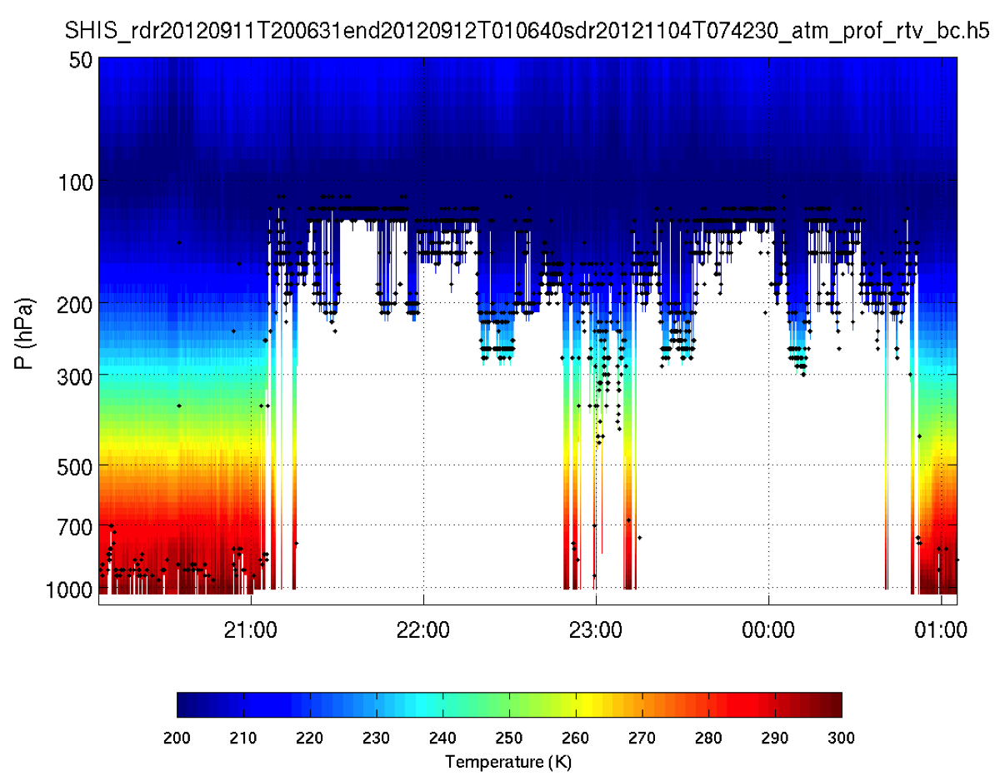 SHIS_rdr20120911T200631end20120912T010640sdr20121104T074230_atm_prof_rtv_bc.h5
50
100
200
300
500
700
1000
P (hPa)
21:00 22:00 23:00 00:00 01:00
200 210 220 230 240 250 260 270 280 290 300
Temperature (K)